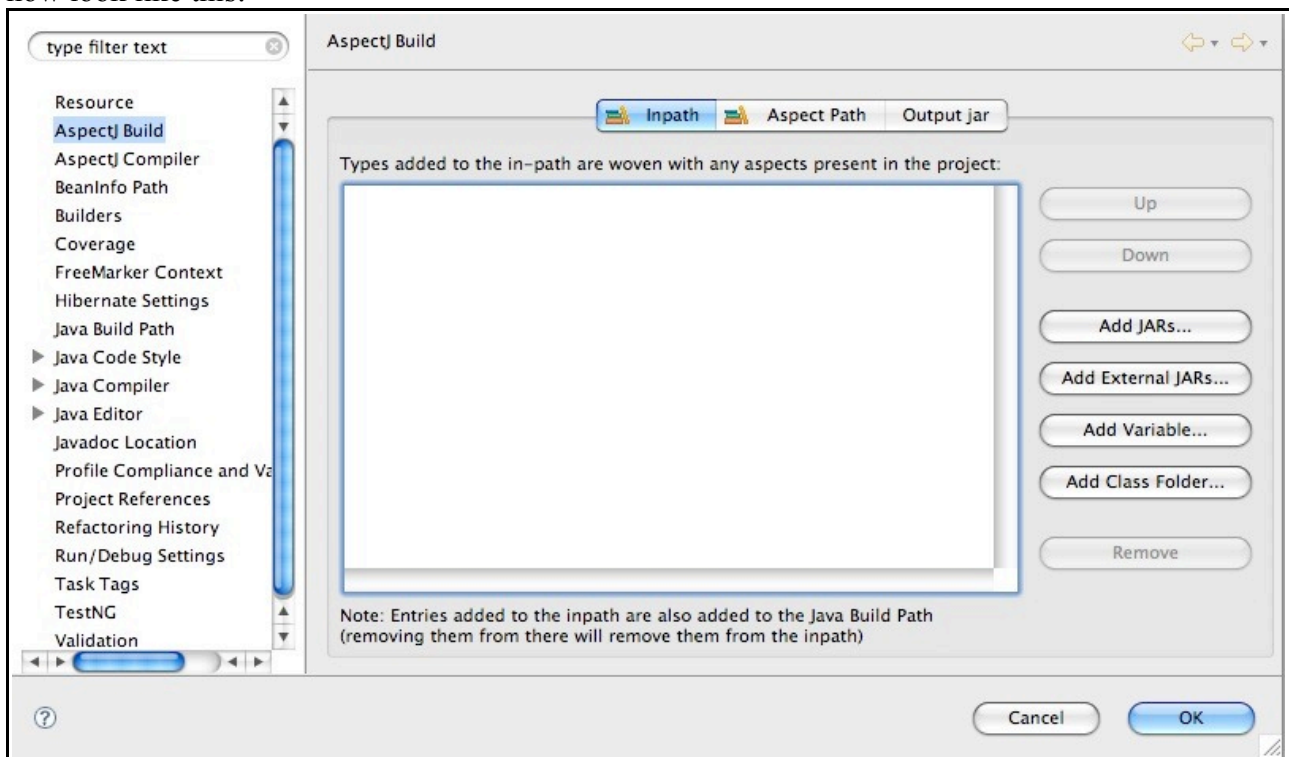 type filter text
AspectJ Build
Resource
AspectJ Build
AspectJ Compiler
BeanInfo Path
Builders
Coverage
FreeMarker Context
Hibernate Settings
Java Build Path
Java Code Style
Java Compiler
Java Editor
Javadoc Location
Profile Compliance and Va
Project References
Refactoring History
Run/Debug Settings
Task Tags
TestNG
Validation
Inpath Aspect Path Output jar
Types added to the in-path are woven with any aspects present in the project:
Up
Down
Add JARs...
Add External JARs...
Add Variable...
Add Class Folder...
Remove
Note: Entries added to the inpath are also added to the Java Build Path
(removing them from there will remove them from the inpath)
?
Cancel
OK